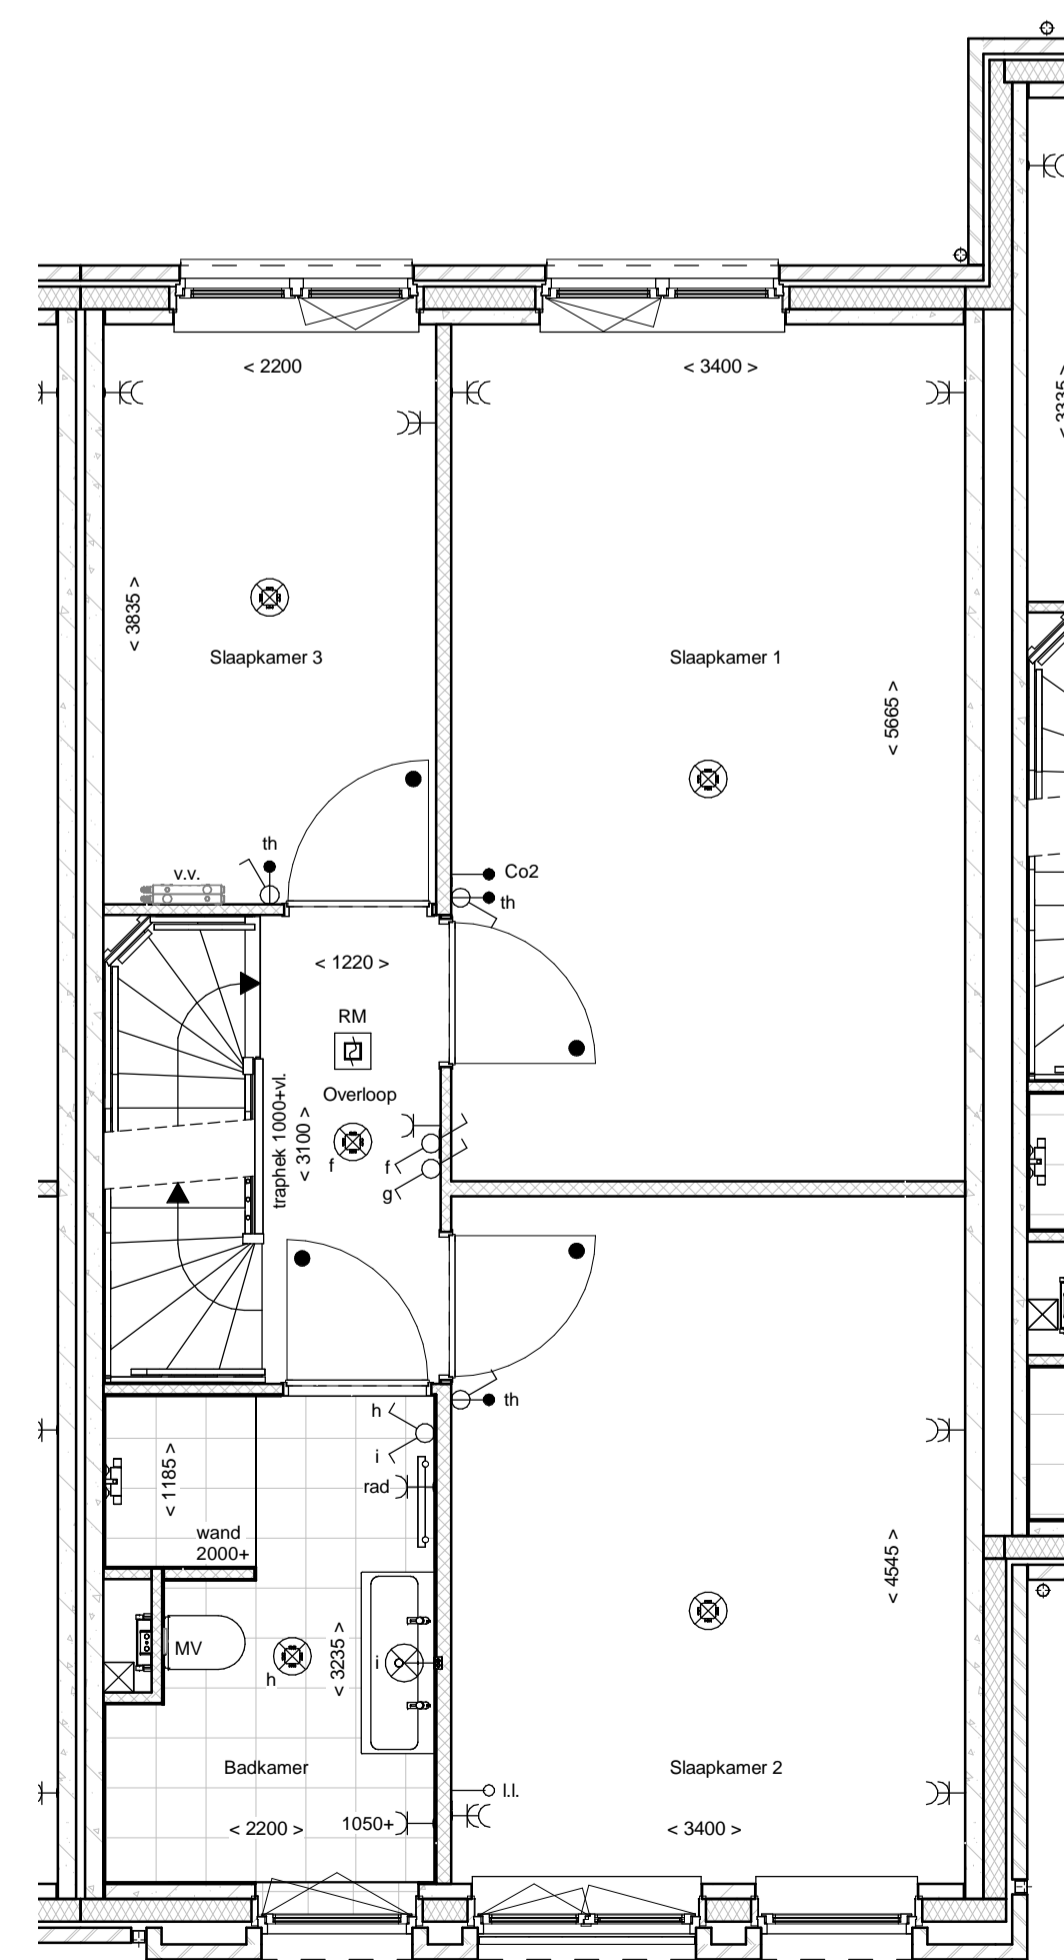 < 2200
< 3400 >
< 3335 >
< 3835 >
Slaapkamer 3
Slaapkamer 1
< 5665 >
th
v.v.
Co2
th
< 1220 >
RM
Overloop
traphek 1000+vl.
< 3100 >
f
f
g
th
h
i
rad
< 1185 >
wand
2000+
< 4545 >
MV
h
< 3235 >
i
Badkamer
Slaapkamer 2
l.l.
< 2200 >
1050+
< 3400 >